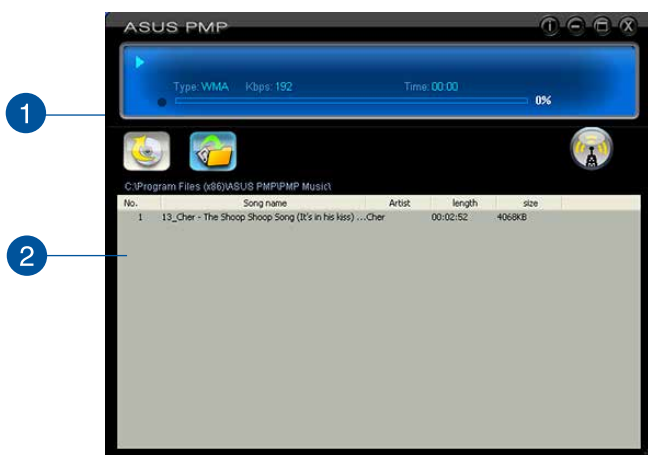 ASUS PMP
Type: WMA Kbps: 192 Time: 00:00
0%
1
C:\Program Files (x86)\ASUS PMP\PMP Music\
No. Song name Artist length size
1 13_Cher - The Shoop Shoop Song (It's in his kiss) ...Cher 00:02:52 4068KB
2